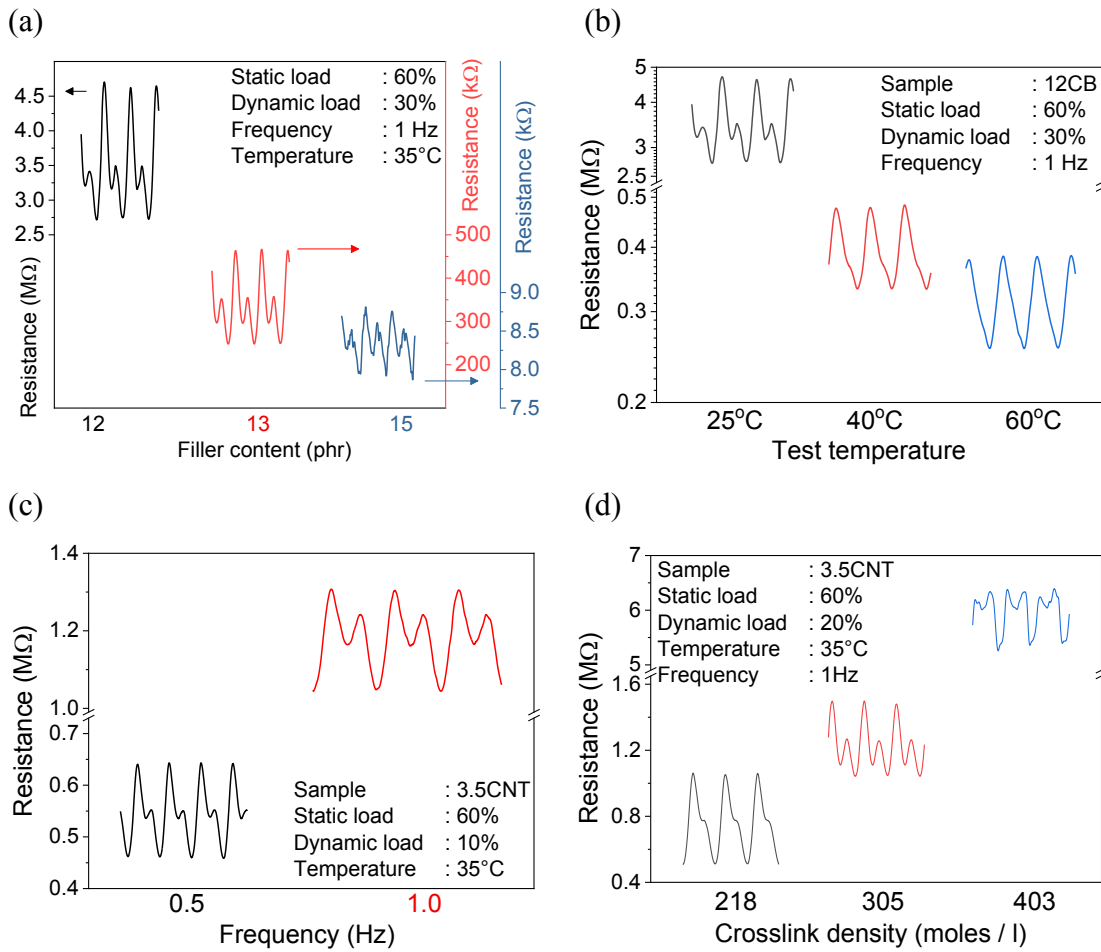 (a)
Static load : 60%
Dynamic load : 30%
Frequency : 1 Hz
Temperature : 35°C
Resistance (MΩ)
4.5
4.0
3.5
3.0
2.5
Resistance (kΩ)
500
400
300
200
Resistance (kΩ)
9.0
8.5
8.0
7.5
12 13 15
Filler content (phr)
(b)
Sample : 12CB
Static load : 60%
Dynamic load : 30%
Frequency : 1 Hz
Resistance (MΩ)
5
4
3
2.5
0.5
0.4
0.3
0.2
25ºC 40ºC 60ºC
Test temperature
(c)
Resistance (MΩ)
1.4
1.2
1.0
0.7
0.6
0.5
0.4
Sample : 3.5CNT
Static load : 60%
Dynamic load : 10%
Temperature : 35°C
0.5 1.0
Frequency (Hz)
(d)
Sample : 3.5CNT
Static load : 60%
Dynamic load : 20%
Temperature : 35°C
Frequency : 1Hz
Resistance (MΩ)
7
6
5
1.6
1.2
0.8
0.4
218 305 403
Crosslink density (moles / l)